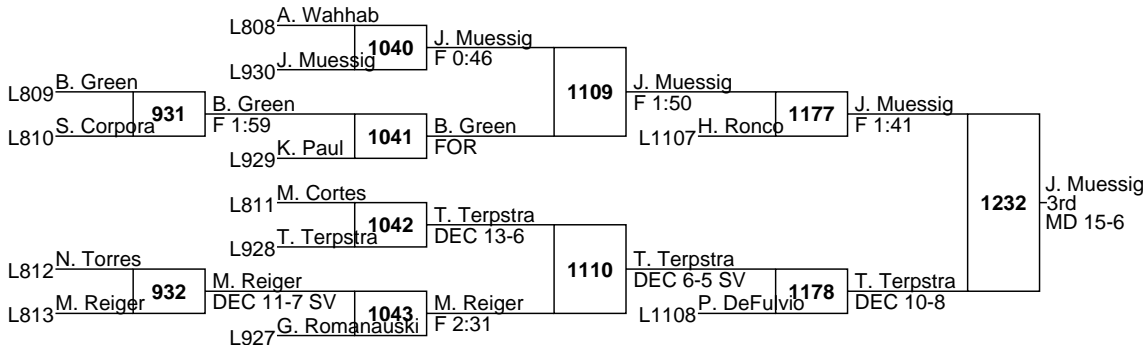 A. Wahhab
L808
1040
J. Muessig
F 0:46
J. Muessig
L930
B. Green
L809
931
B. Green
F 1:59
S. Corpora
L810
1109
J. Muessig
F 1:50
1041
B. Green
FOR
K. Paul
L929
1177
J. Muessig
F 1:41
H. Ronco
L1107
M. Cortes
L811
1042
T. Terpstra
DEC 13-6
T. Terpstra
L928
1232
J. Muessig
3rd
MD 15-6
N. Torres
L812
932
M. Reiger
DEC 11-7 SV
M. Reiger
L813
1110
T. Terpstra
DEC 6-5 SV
1043
M. Reiger
F 2:31
G. Romanauski
L927
1178
T. Terpstra
DEC 10-8
P. DeFulvio
L1108